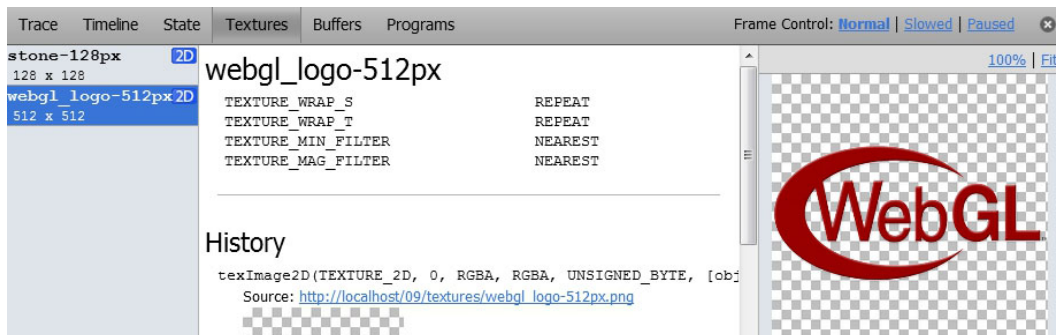 Trace Timeline State Textures Buffers Programs Frame Control: Normal | Slowed | Paused
stone-128px 2D
128 x 128
webgl_logo-512px 2D
512 x 512
webgl_logo-512px
TEXTURE_WRAP_S REPEAT
TEXTURE_WRAP_T REPEAT
TEXTURE_MIN_FILTER NEAREST
TEXTURE_MAG_FILTER NEAREST
History
texImage2D(TEXTURE_2D, 0, RGBA, RGBA, UNSIGNED_BYTE, [obj
Source: http://localhost/09/textures/webgl_logo-512px.png
100% | Fit
WebGL